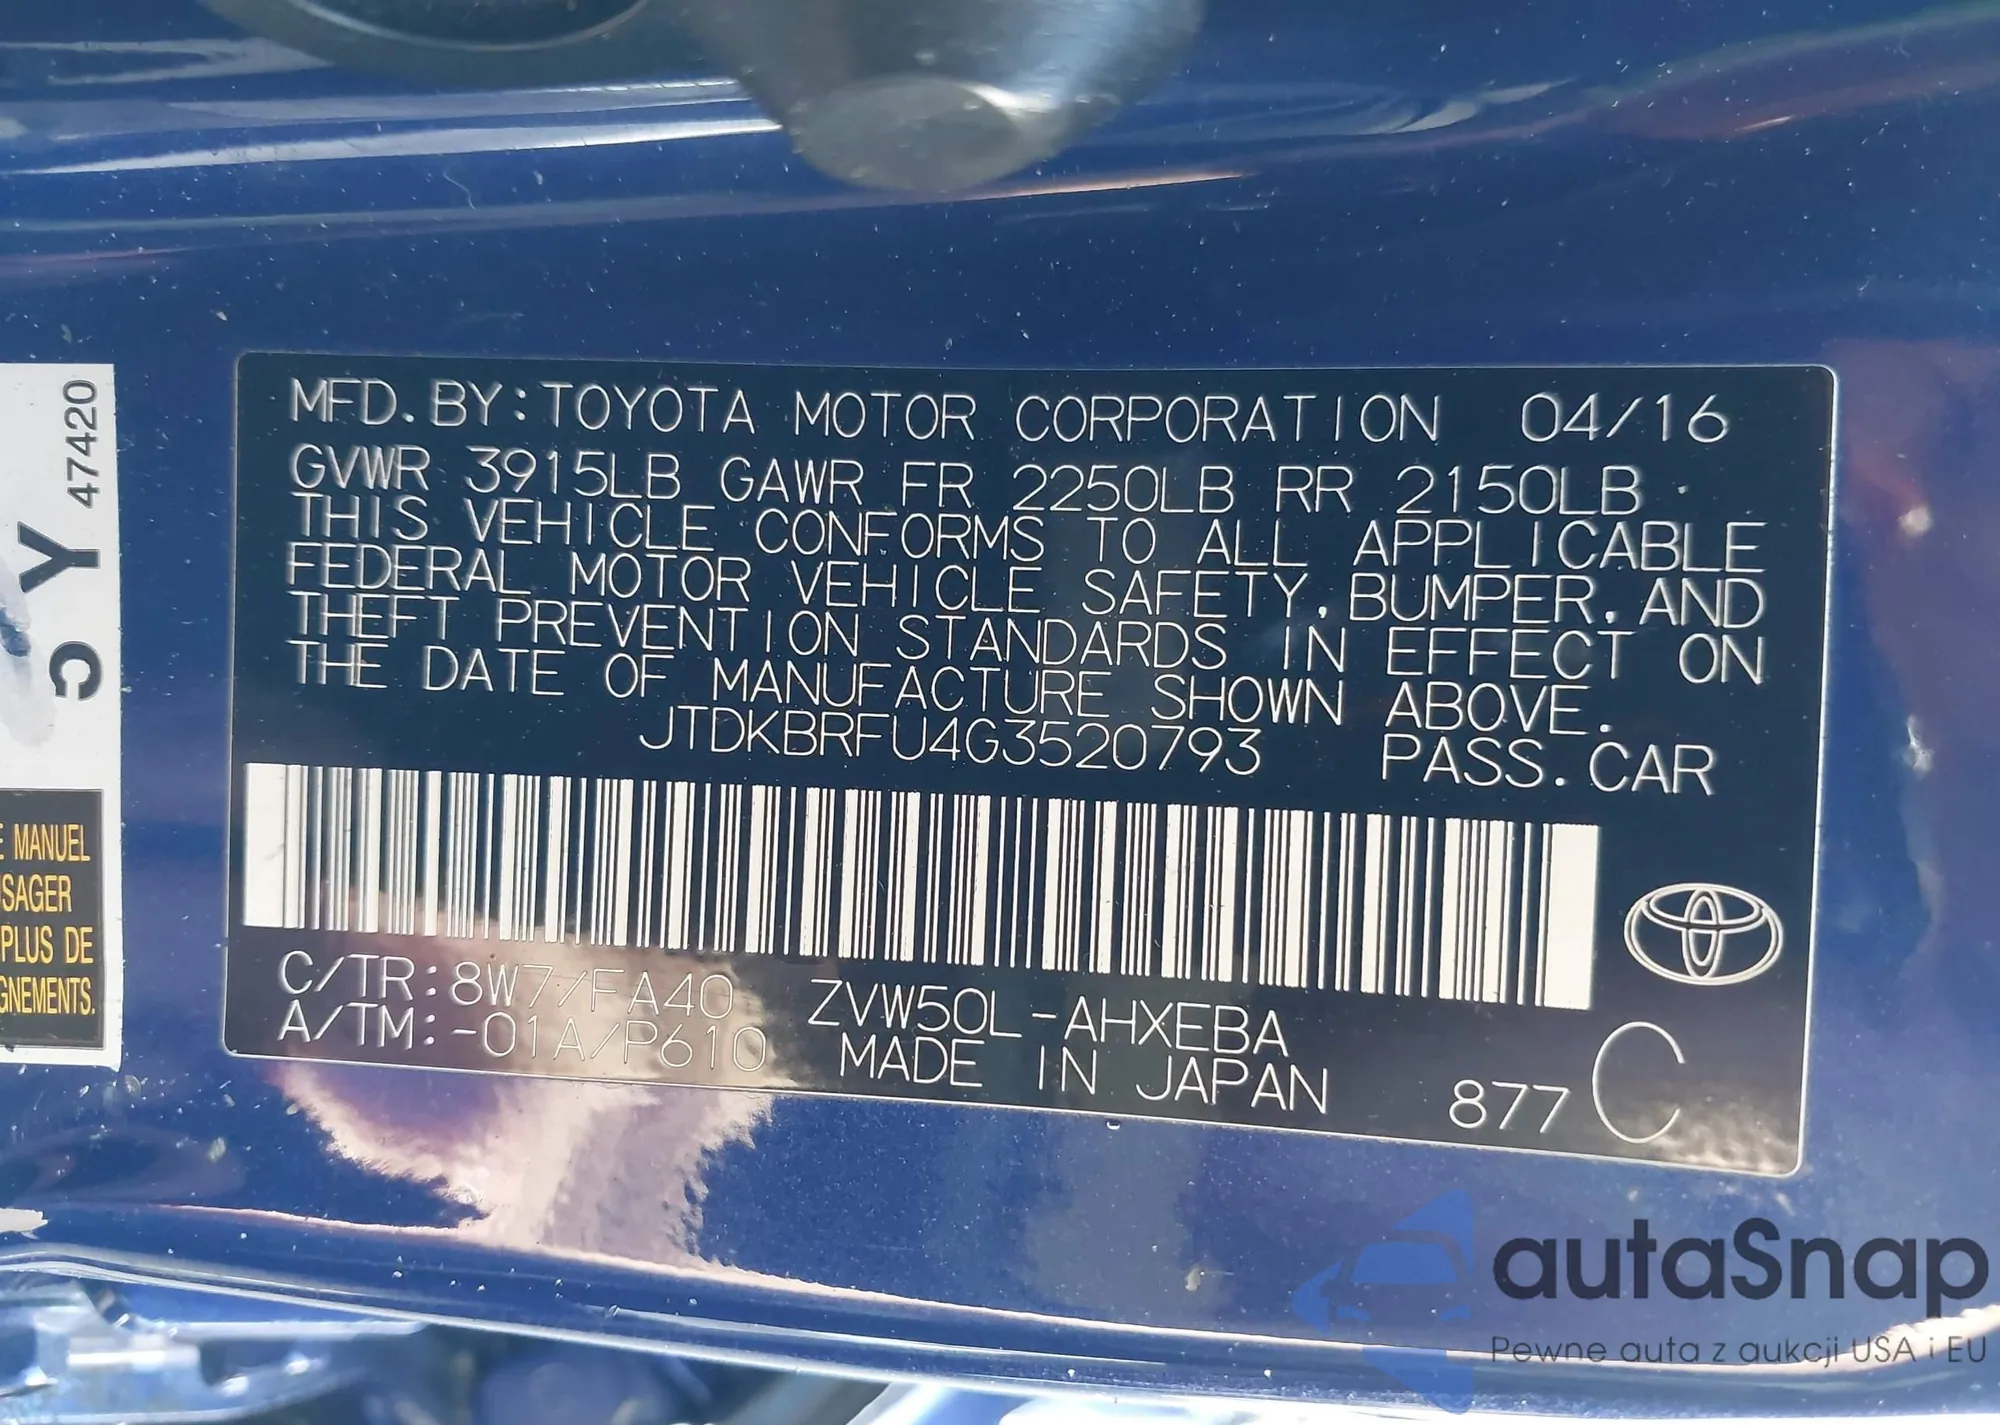 MFD. BY: TOYOTA MOTOR CORPORATION 04/16
GVWR 3915LB GAWR FR 2250LB RR 2150LB
THIS VEHICLE CONFORMS TO ALL APPLICABLE
FEDERAL MOTOR VEHICLE SAFETY, BUMPER, AND
THEFT PREVENTION STANDARDS IN EFFECT ON
THE DATE OF MANUFACTURE SHOWN ABOVE.
JTDKBRFU4G3520793 PASS. CAR
C/TR: 8W7/FA40 ZVW50L-AHXEBA
A/TM: -01A/P610 MADE IN JAPAN
877 C
47420
Y
MANUEL
PLUS DE
autaSnap
Pewne auta z aukcji USA i EU